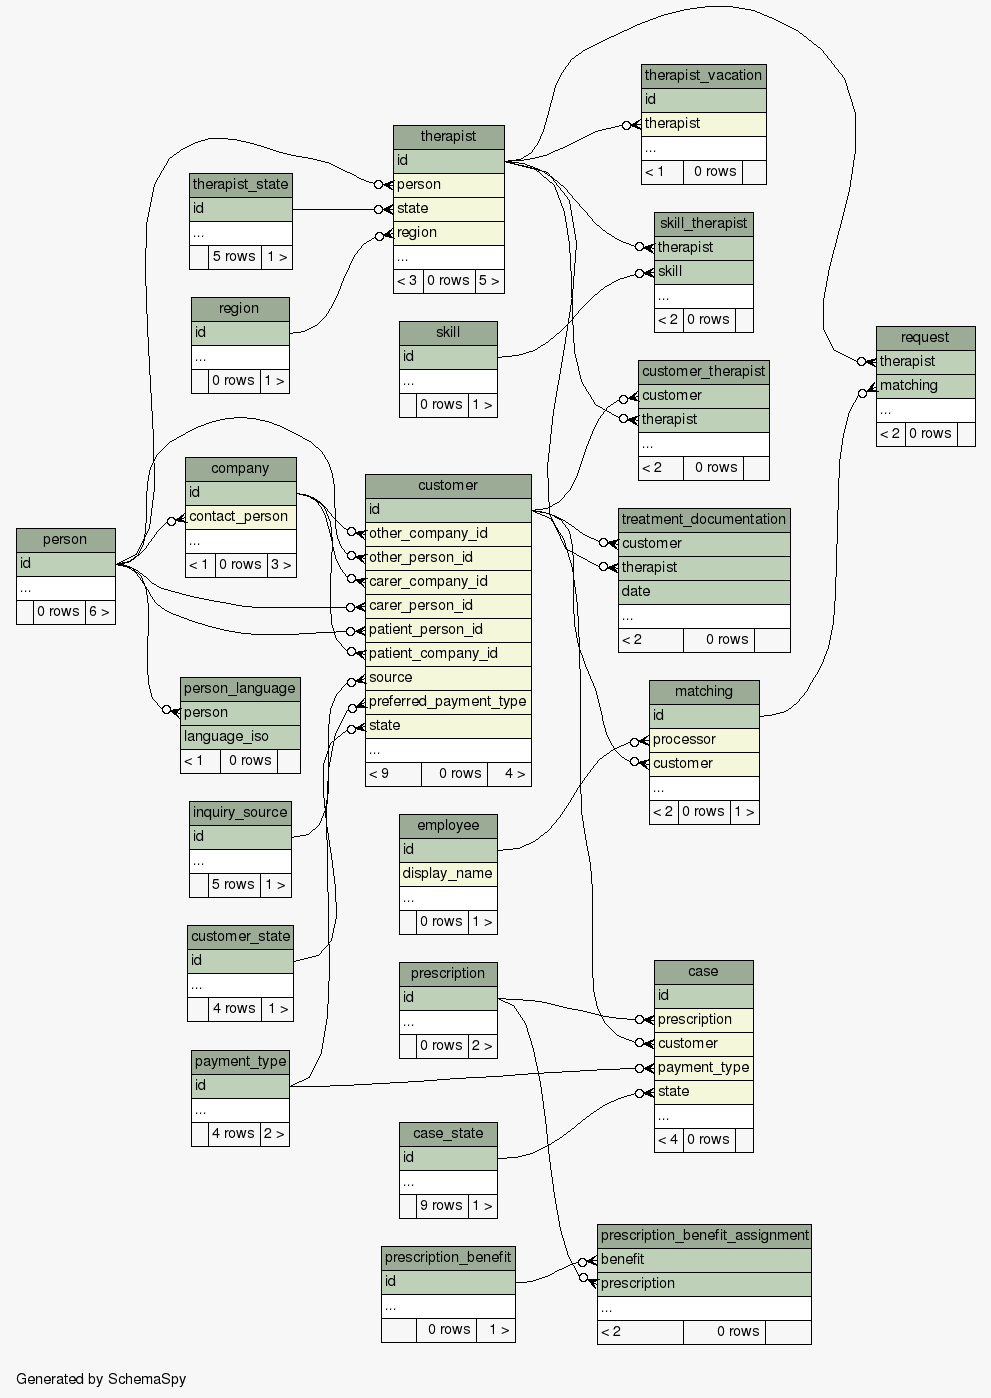 therapist_vacation
id
therapist
...
< 1 0 rows
therapist
id
person
state
region
...
< 3 0 rows 5 >
therapist_state
id
...
5 rows 1 >
skill_therapist
therapist
skill
...
< 2 0 rows
region
id
...
0 rows 1 >
skill
id
...
0 rows 1 >
request
therapist
matching
...
< 2 0 rows
customer_therapist
customer
therapist
...
< 2 0 rows
company
id
contact_person
...
< 1 0 rows 3 >
customer
id
other_company_id
other_person_id
carer_company_id
carer_person_id
patient_person_id
patient_company_id
source
preferred_payment_type
state
...
< 9 0 rows 4 >
treatment_documentation
customer
therapist
date
...
< 2 0 rows
person
id
...
0 rows 6 >
person_language
person
language_iso
< 1 0 rows
matching
id
processor
customer
...
< 2 0 rows 1 >
inquiry_source
id
...
5 rows 1 >
employee
id
display_name
...
0 rows 1 >
customer_state
id
...
4 rows 1 >
prescription
id
...
0 rows 2 >
case
id
prescription
customer
payment_type
state
...
< 4 0 rows
payment_type
id
...
4 rows 2 >
case_state
id
...
9 rows 1 >
prescription_benefit
id
...
0 rows 1 >
prescription_benefit_assignment
benefit
prescription
...
< 2 0 rows
Generated by SchemaSpy